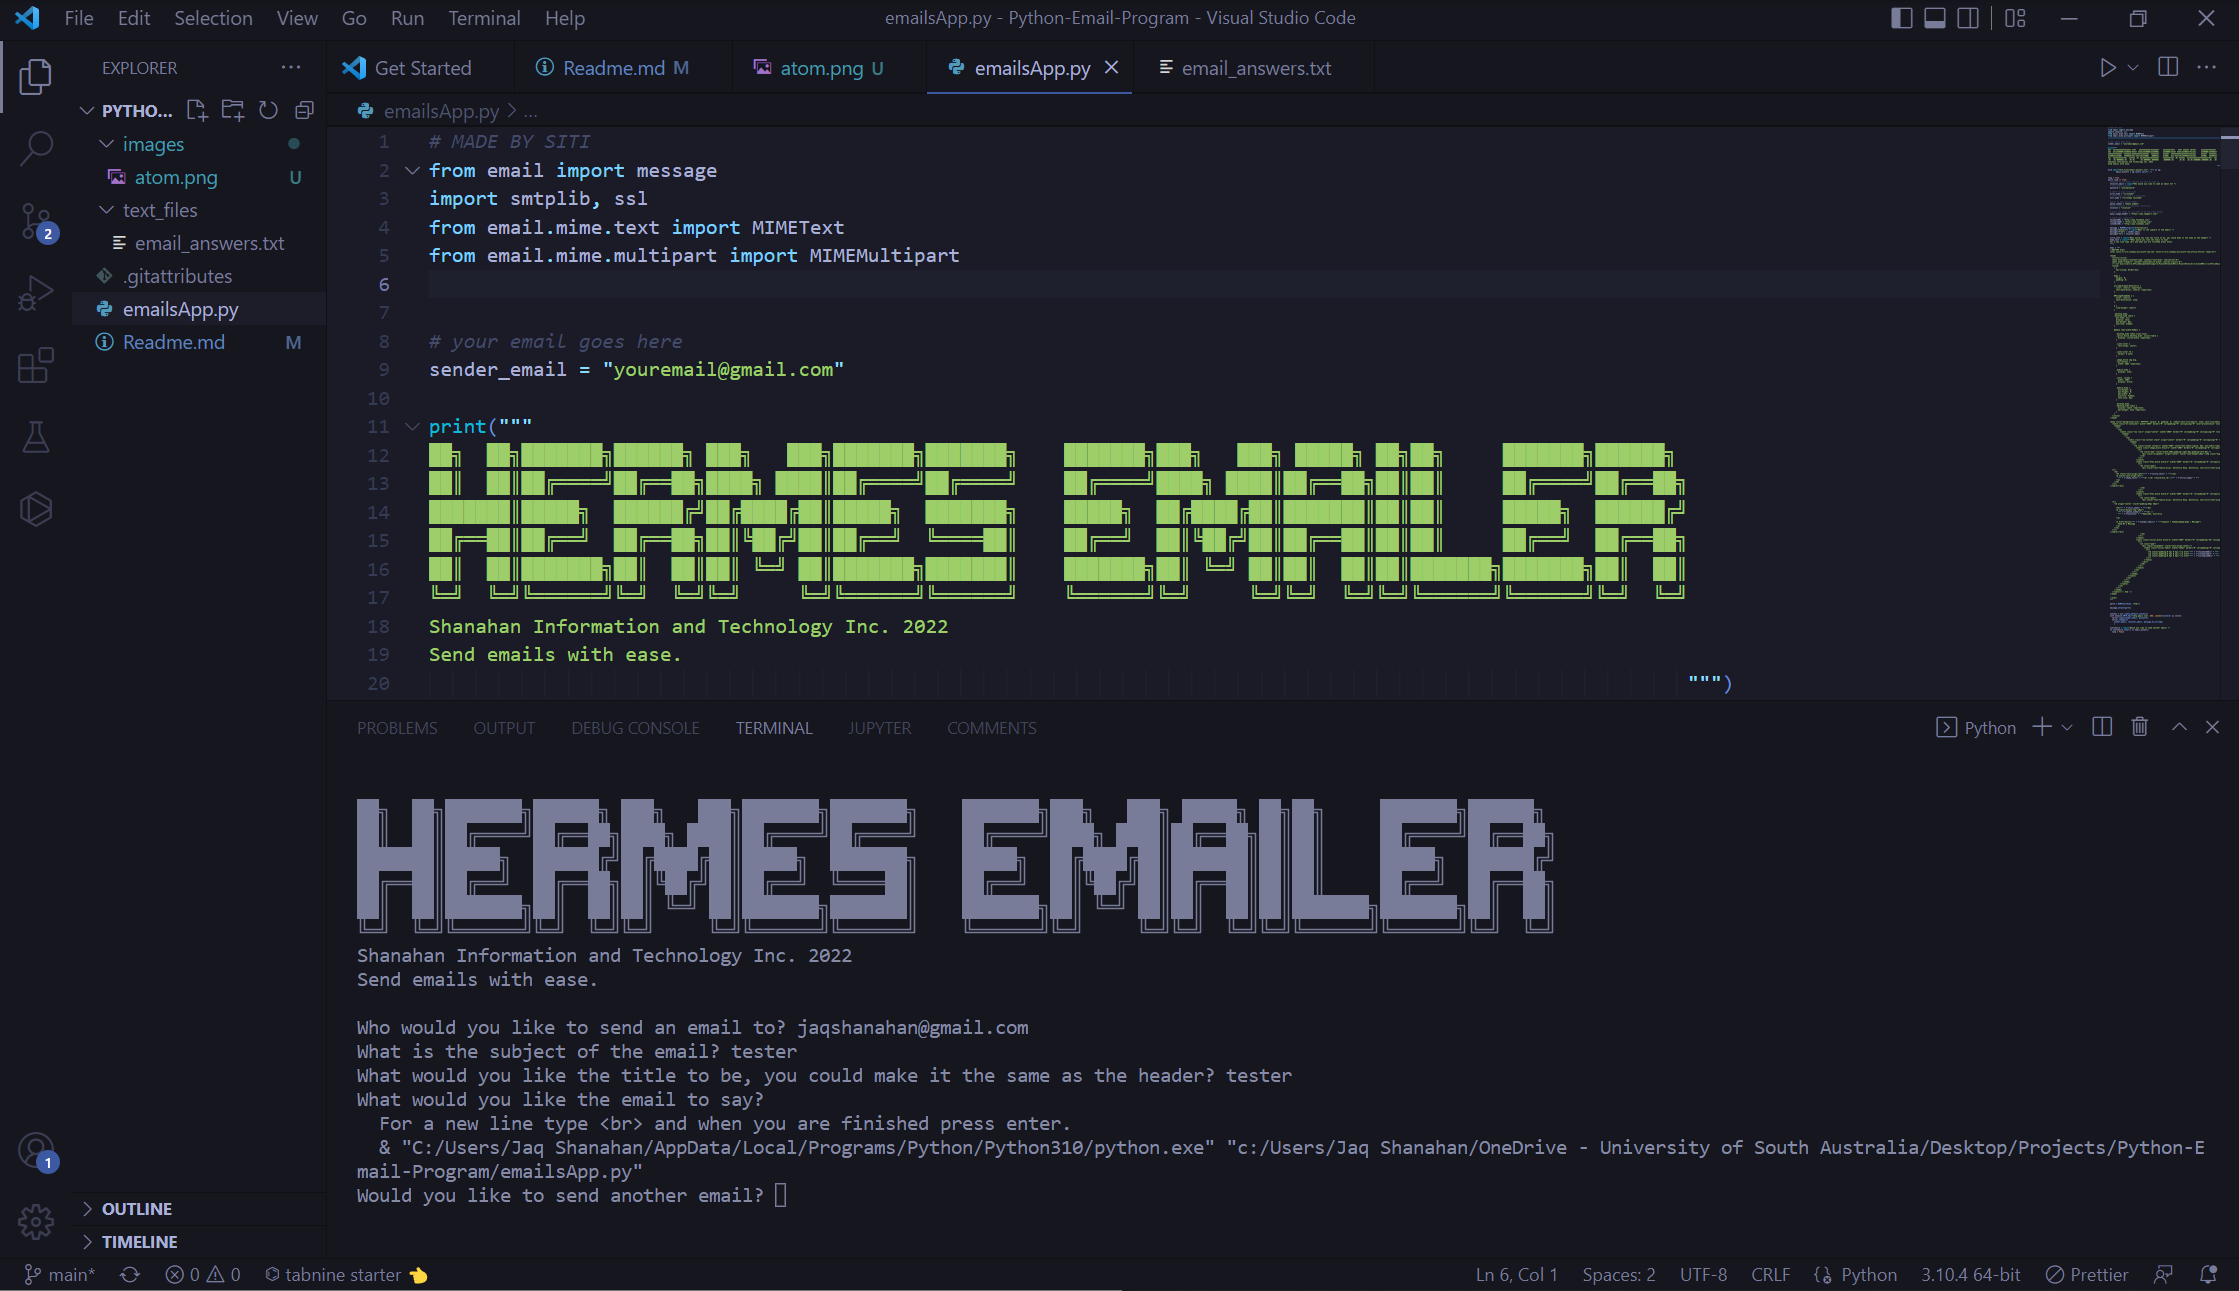 File Edit Selection View Go Run Terminal Help
emailsApp.py - Python-Email-Program - Visual Studio Code
EXPLORER
PYTHO...
images
atom.png U
text_files
email_answers.txt
.gitattributes
emailsApp.py
Readme.md M
2
1
OUTLINE
TIMELINE
Get Started
Readme.md M
atom.png U
emailsApp.py
email_answers.txt
emailsApp.py > ...
1 # MADE BY SITI
2 from email import message
3 import smtplib, ssl
4 from email.mime.text import MIMEText
5 from email.mime.multipart import MIMEMultipart
6
7
8 # your email goes here
9 sender_email = "youremail@gmail.com"
10
11 print("""
12
13
14
15
16
17
HERMES EMAILER
18 Shanahan Information and Technology Inc. 2022
19 Send emails with ease.
20 """)
PROBLEMS OUTPUT DEBUG CONSOLE TERMINAL JUPYTER COMMENTS
Python
HERMES EMAILER
Shanahan Information and Technology Inc. 2022
Send emails with ease.
Who would you like to send an email to? jaqshanahan@gmail.com
What is the subject of the email? tester
What would you like the title to be, you could make it the same as the header? tester
What would you like the email to say?
For a new line type <br> and when you are finished press enter.
& "C:/Users/Jaq Shanahan/AppData/Local/Programs/Python/Python310/python.exe" "c:/Users/Jaq Shanahan/OneDrive - University of South Australia/Desktop/Projects/Python-E
mail-Program/emailsApp.py"
Would you like to send another email?
main* 0 0 tabnine starter
Ln 6, Col 1 Spaces: 2 UTF-8 CRLF Python 3.10.4 64-bit Prettier